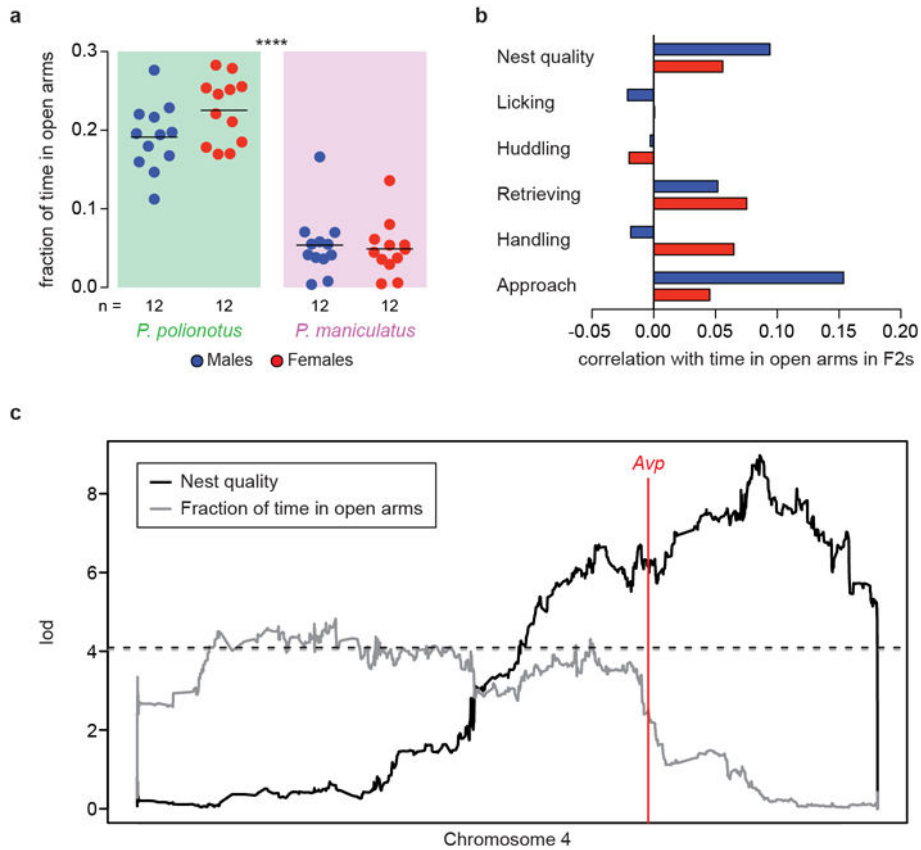 a
****
fraction of time in open arms
0.3
0.2
0.1
0.0
n = 12 12 12 12
P. polionotus P. maniculatus
Males Females
b
Nest quality
Licking
Huddling
Retrieving
Handling
Approach
-0.05 0.00 0.05 0.10 0.15 0.20
correlation with time in open arms in F2s
c
Avp
Nest quality
Fraction of time in open arms
lod
8
6
4
2
0
Chromosome 4